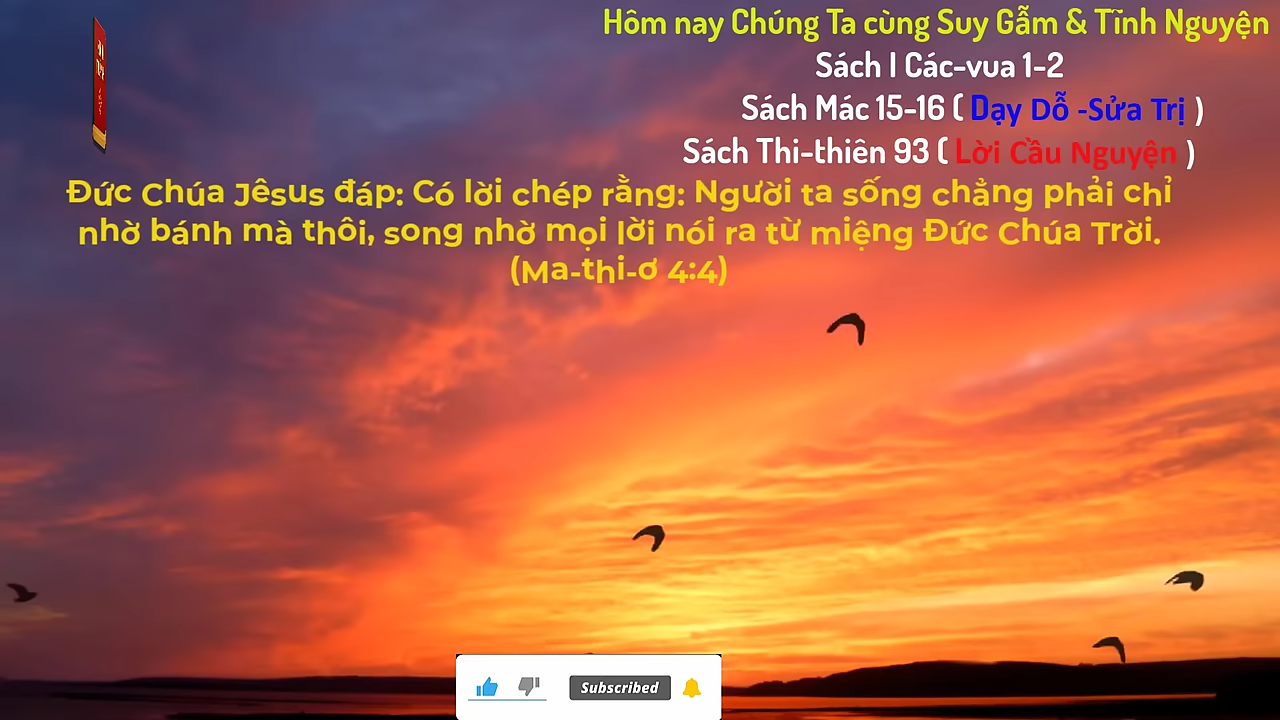 Hôm nay Chúng Ta cùng Suy Gẫm & Tĩnh Nguyện
Sách I Các-vua 1-2
Sách Mác 15-16 ( Dạy Dỗ -Sửa Trị )
Sách Thi-thiên 93 ( Lời Cầu Nguyện )
Đức Chúa Jêsus đáp: Có lời chép rằng: Người ta sống chẳng phải chỉ
nhờ bánh mà thôi, song nhờ mọi lời nói ra từ miệng Đức Chúa Trời.
(Ma-thi-ơ 4:4)
Subscribed